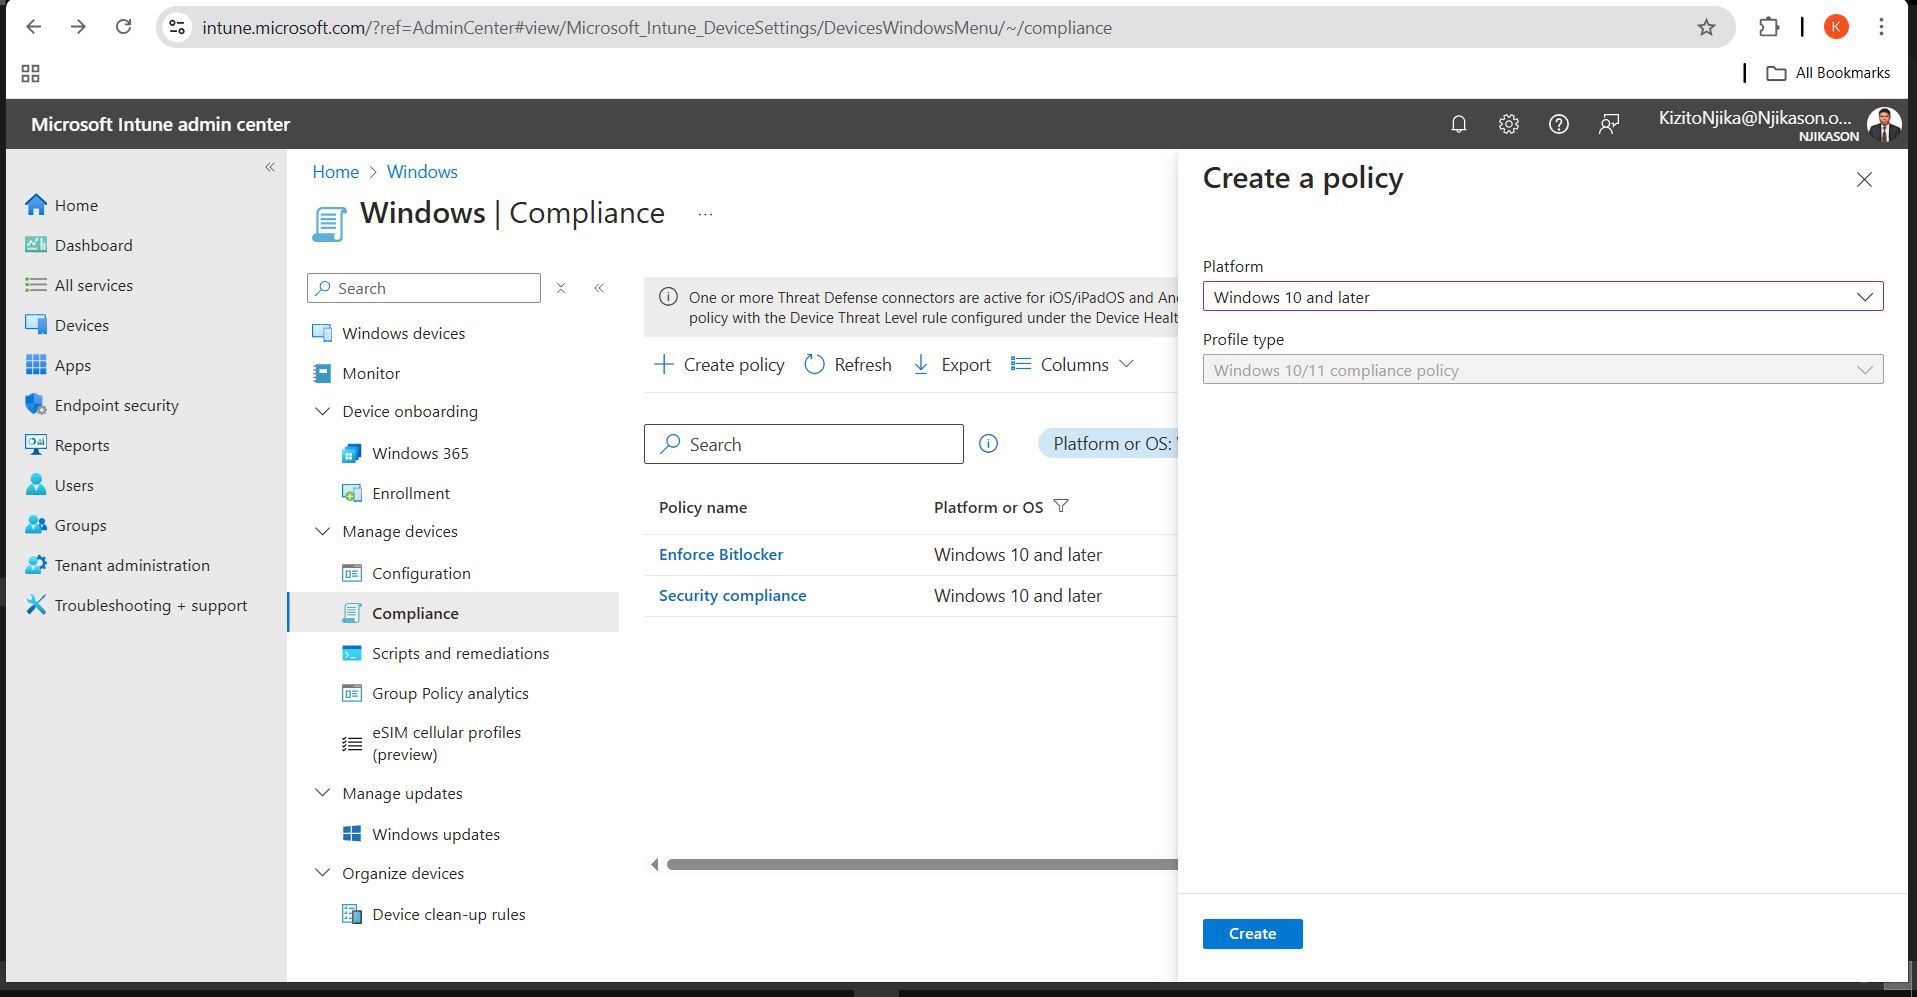 intune.microsoft.com/?ref=AdminCenter#view/Microsoft_Intune_DeviceSettings/DevicesWindowsMenu/~/compliance
K
All Bookmarks
Microsoft Intune admin center
KizitoNjika@Njikason.o...
NJIKASON
Home
Dashboard
All services
Devices
Apps
Endpoint security
Reports
Users
Groups
Tenant administration
Troubleshooting + support
Home > Windows
Windows | Compliance
...
Search
Windows devices
Monitor
Device onboarding
Windows 365
Enrollment
Manage devices
Configuration
Compliance
Scripts and remediations
Group Policy analytics
eSIM cellular profiles
(preview)
Manage updates
Windows updates
Organize devices
Device clean-up rules
One or more Threat Defense connectors are active for iOS/iPadOS and
policy with the Device Threat Level rule configured under the Device
Create policy Refresh Export Columns
Search
Platform or OS:
Policy name Platform or OS
Enforce Bitlocker Windows 10 and later
Security compliance Windows 10 and later
Create a policy
Platform
Windows 10 and later
Profile type
Windows 10/11 compliance policy
Create